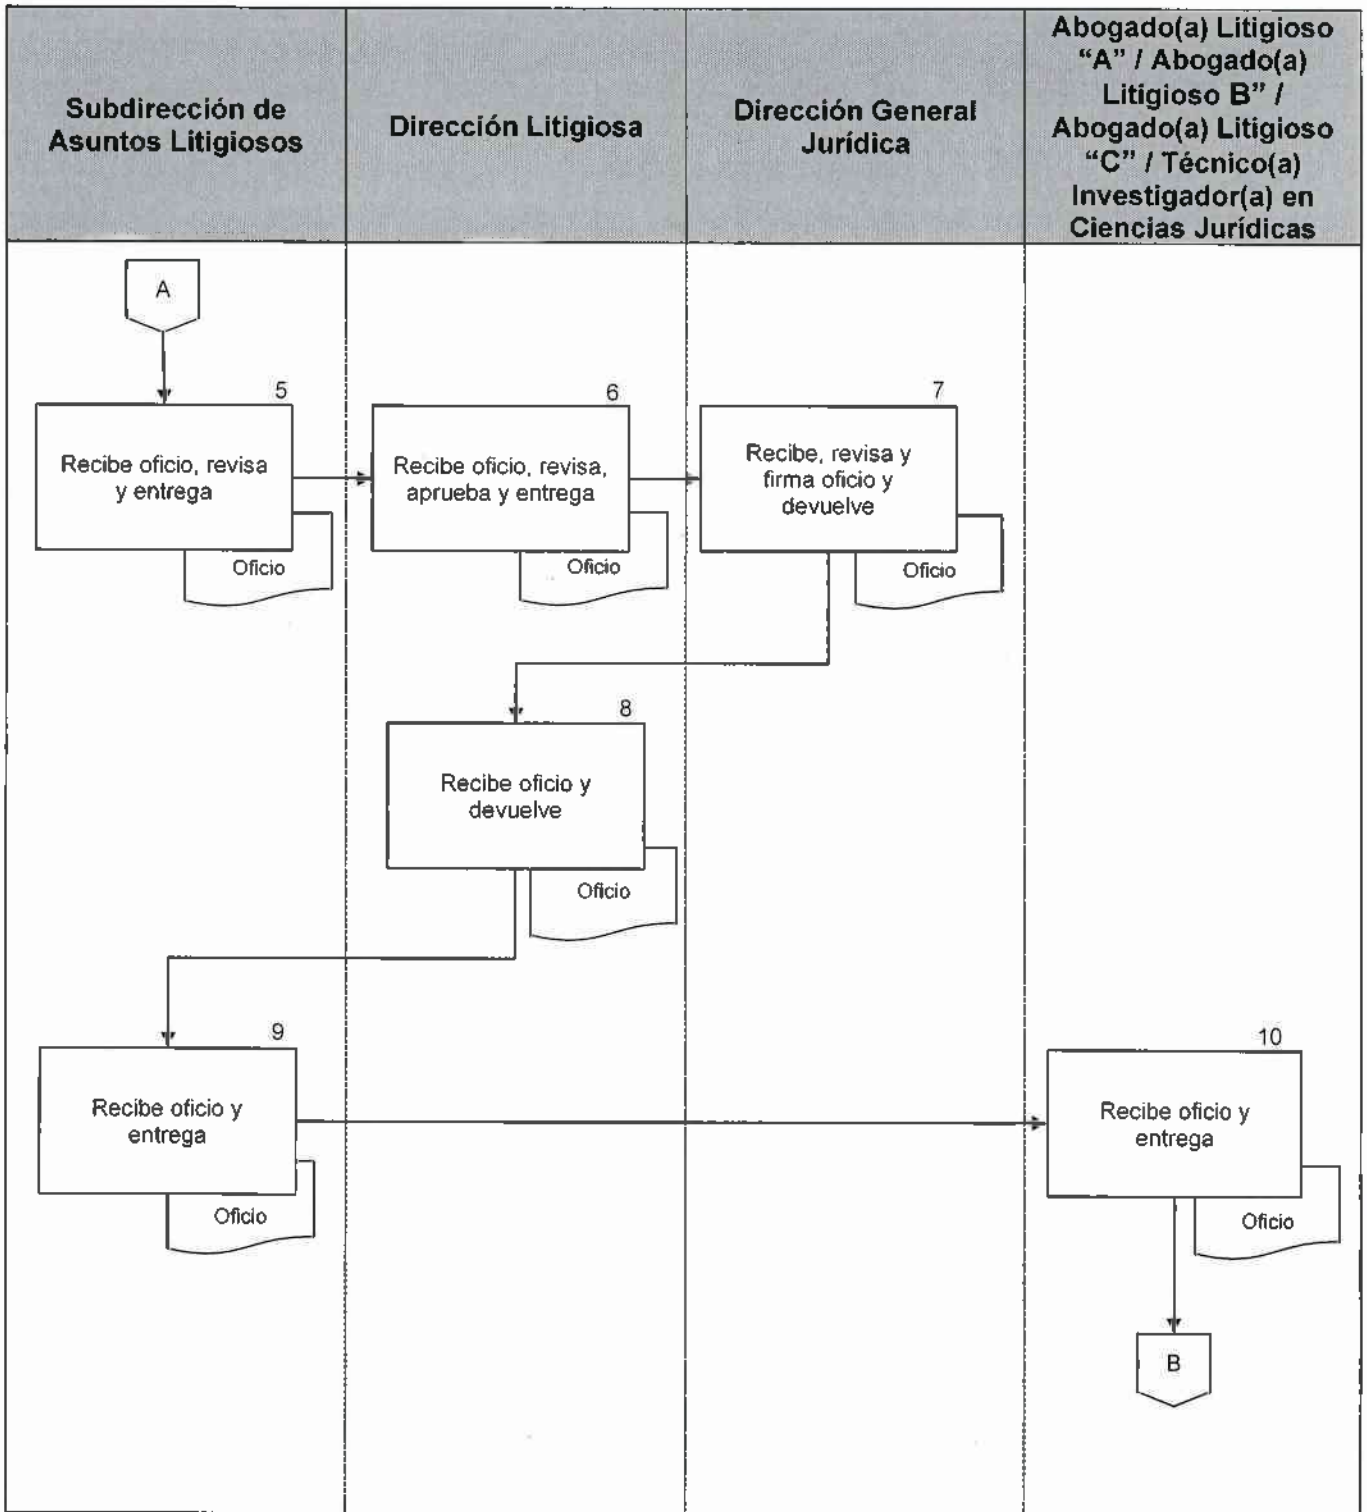 Subdirección de
Asuntos Litigiosos
Dirección Litigiosa
Dirección General
Jurídica
Abogado(a) Litigioso
“A” / Abogado(a)
Litigioso B” /
Abogado(a) Litigioso
“C” / Técnico(a)
Investigador(a) en
Ciencias Jurídicas
A
5
Recibe oficio, revisa
y entrega
Oficio
6
Recibe oficio, revisa,
aprueba y entrega
Oficio
7
Recibe, revisa y
firma oficio y
devuelve
Oficio
8
Recibe oficio y
devuelve
Oficio
9
Recibe oficio y
entrega
Oficio
10
Recibe oficio y
entrega
Oficio
B